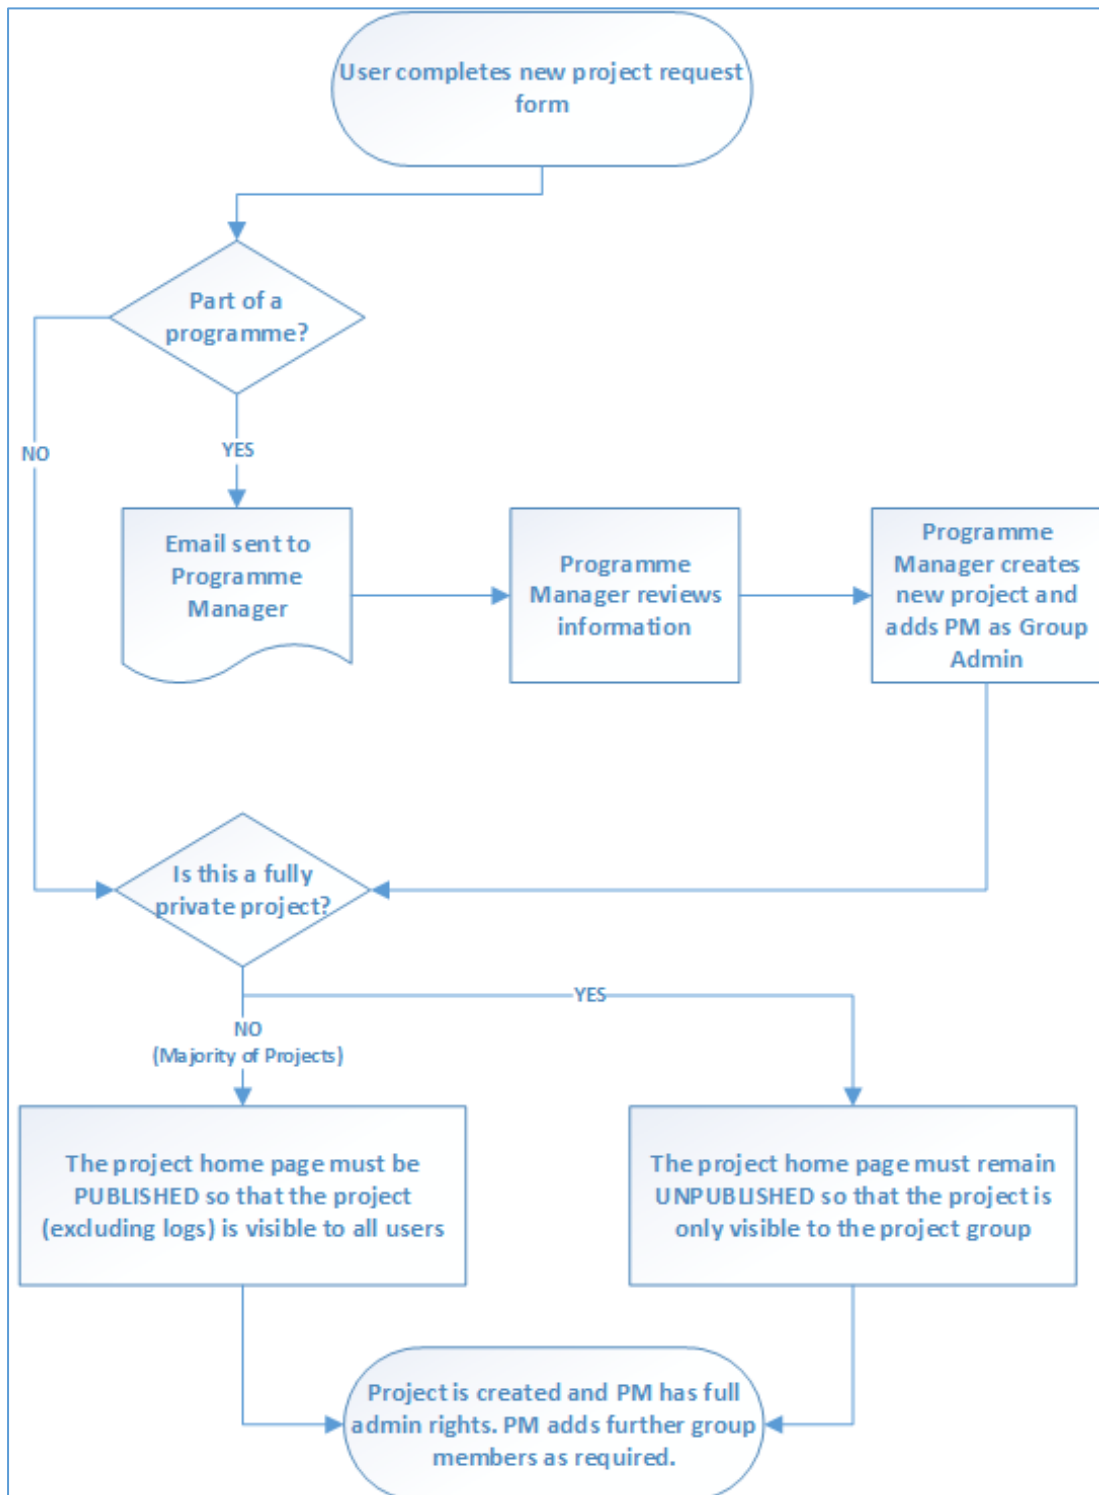 User completes new project request
form
Part of a
programme?
NO
YES
Email sent to
Programme
Manager
Programme
Manager reviews
information
Programme
Manager creates
new project and
adds PM as Group
Admin
Is this a fully
private project?
YES
NO
(Majority of Projects)
The project home page must be
PUBLISHED so that the project
(excluding logs) is visible to all users
The project home page must remain
UNPUBLISHED so that the project is
only visible to the project group
Project is created and PM has full
admin rights. PM adds further group
members as required.